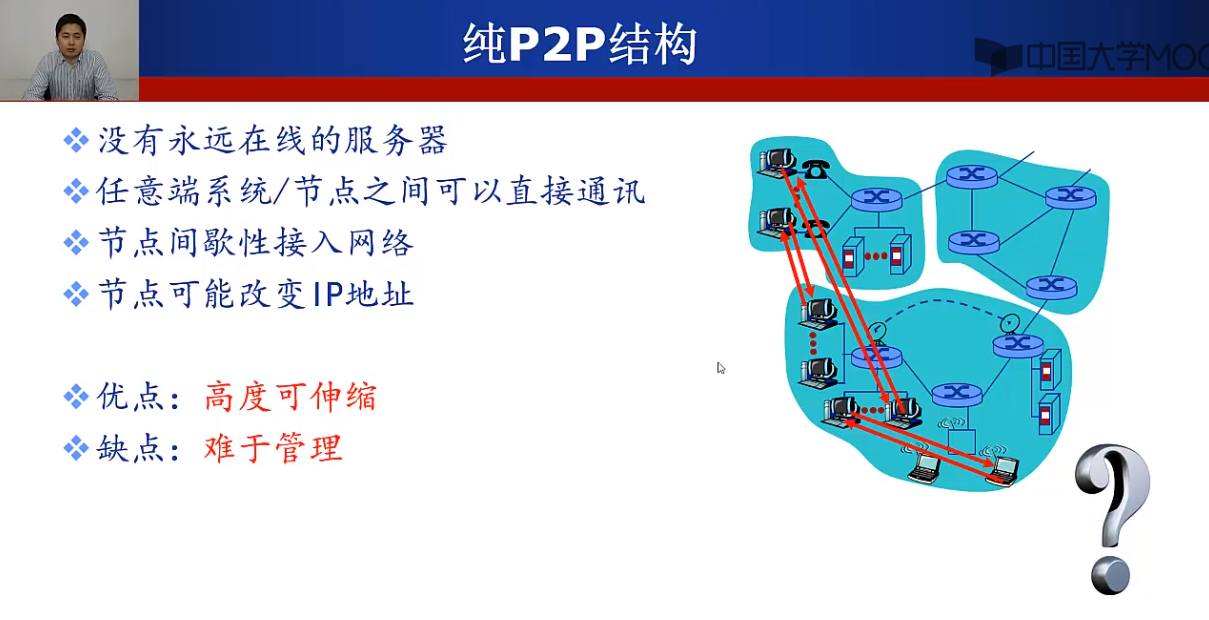 纯P2P结构
中国大学MOO
没有永远在线的服务器
任意端系统/节点之间可以直接通讯
节点间歇性接入网络
节点可能改变IP地址
优点：高度可伸缩
缺点：难于管理
?